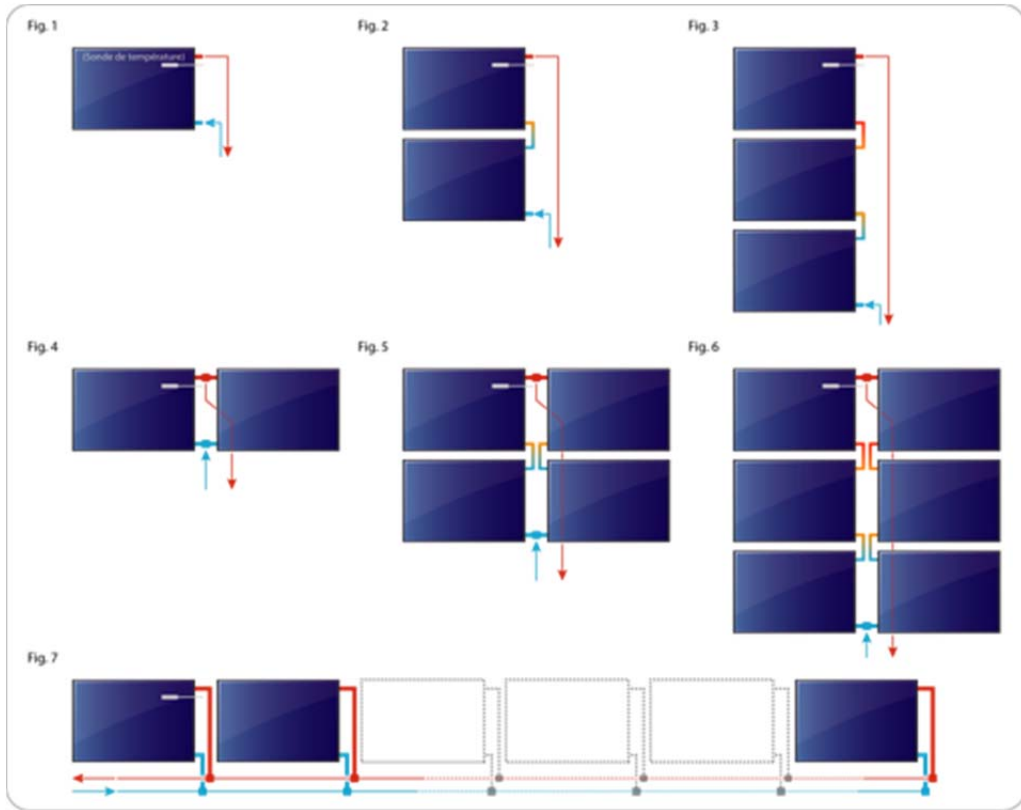 Fig. 1
Fig. 2
Fig. 3
(Sonde de température)
Fig. 4
Fig. 5
Fig. 6
Fig. 7